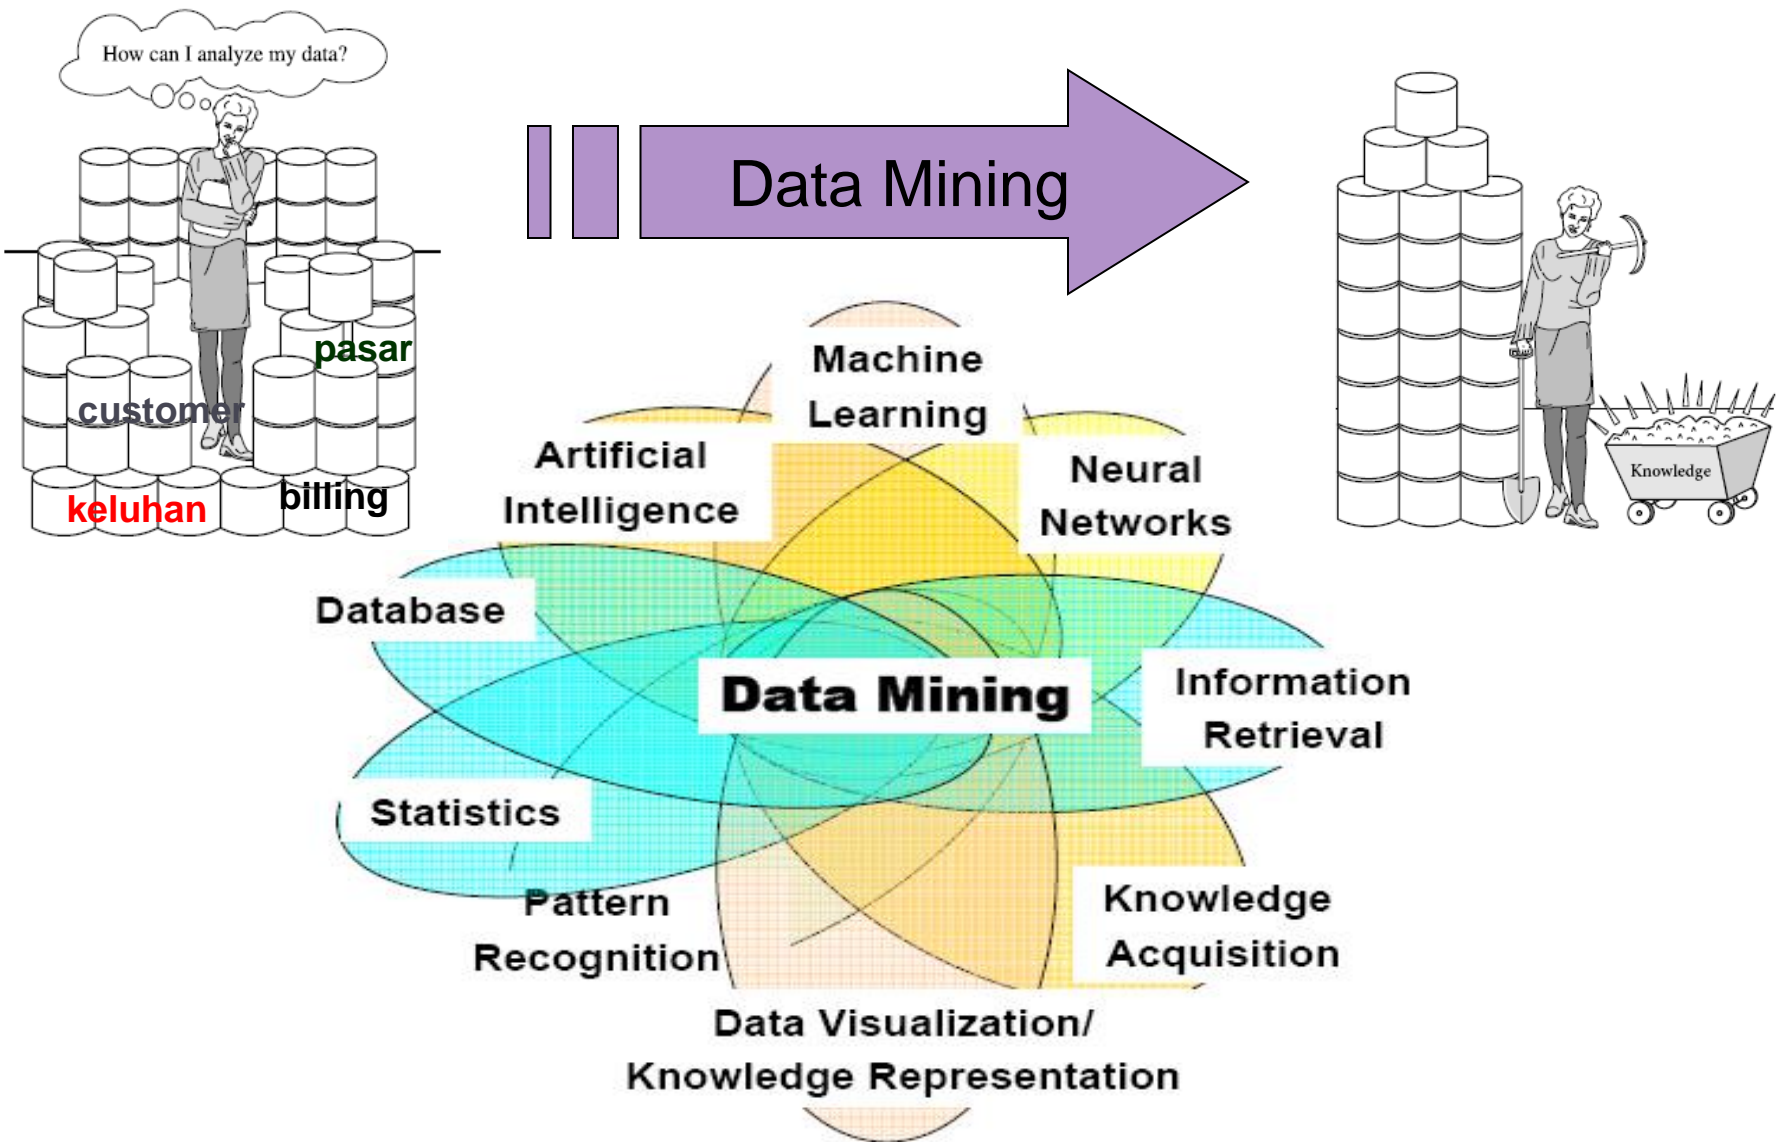 How can I analyze my data?
Data Mining
pasar
customer
keluhan
billing
Knowledge
Machine
Learning
Artificial
Intelligence
Neural
Networks
Database
Data Mining
Information
Retrieval
Statistics
Pattern
Recognition
Knowledge
Acquisition
Data Visualization/
Knowledge Representation